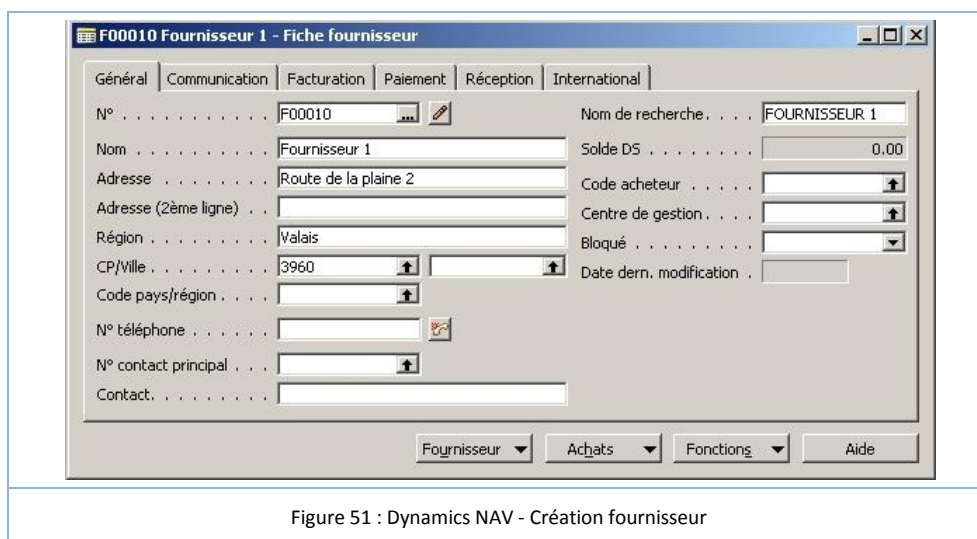 F00010 Fournisseur 1 - Fiche fournisseur
Général Communication Facturation Paiement Réception International
N° . . . . . . . . . . . . F00010 ... Nom de recherche. . . . FOURNISSEUR 1
Nom . . . . . . . . . . Fournisseur 1 Solde DS . . . . . . . . 0.00
Adresse . . . . . . . . Route de la plaine 2 Code acheteur . . . . .
Adresse (2ème ligne) . . Centre de gestion. . . .
Région . . . . . . . . . Valais Bloqué . . . . . . . . .
CP/Ville . . . . . . . . . 3960 Date dern. modification .
Code pays/région . . . .
N° téléphone . . . . . .
N° contact principal . . .
Contact. . . . . . . . . .
Fournisseur Achats Fonctions Aide
Figure 51 : Dynamics NAV - Création fournisseur